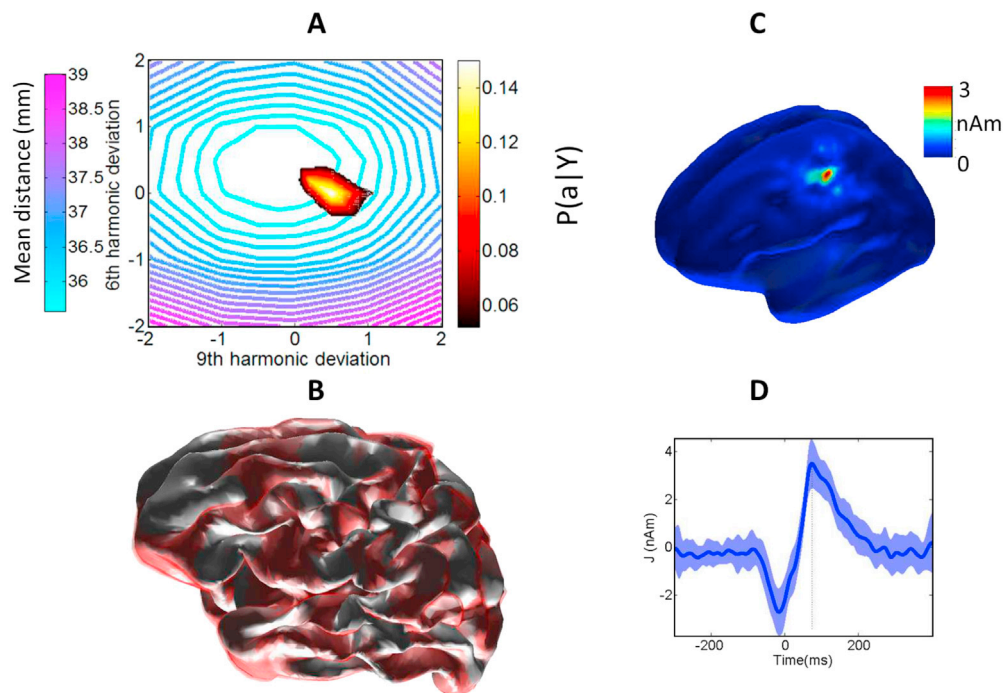 A
Mean distance (mm)
39
38.5
38
37.5
37
36.5
36
6th harmonic deviation
2
1
0
-1
-2
-2
-1
0
1
2
9th harmonic deviation
0.14
0.12
0.1
0.08
0.06
P(a|Y)
C
3
nAm
0
B
D
J (nAm)
4
2
0
-2
-200
0
200
Time(ms)